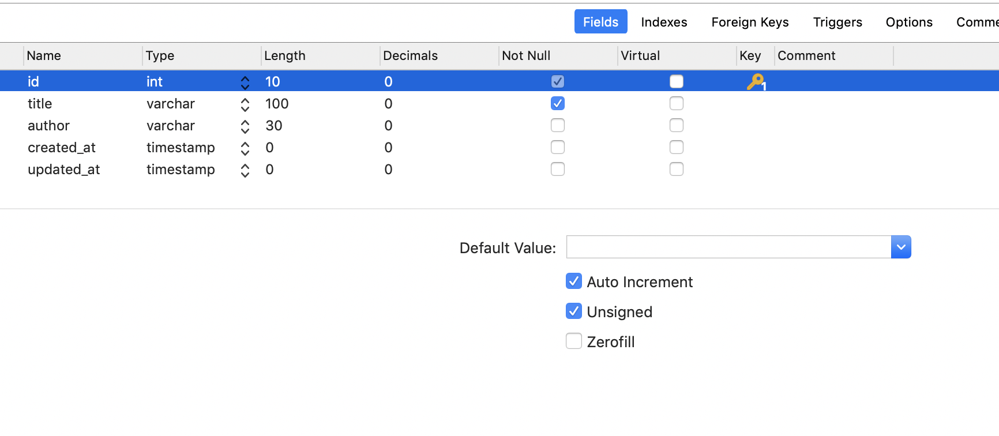 Fields Indexes Foreign Keys Triggers Options Comme
Name Type Length Decimals Not Null Virtual Key Comment
id int 10 0 1
title varchar 100 0
author varchar 30 0
created_at timestamp 0 0
updated_at timestamp 0 0
Default Value:
Auto Increment
Unsigned
Zerofill